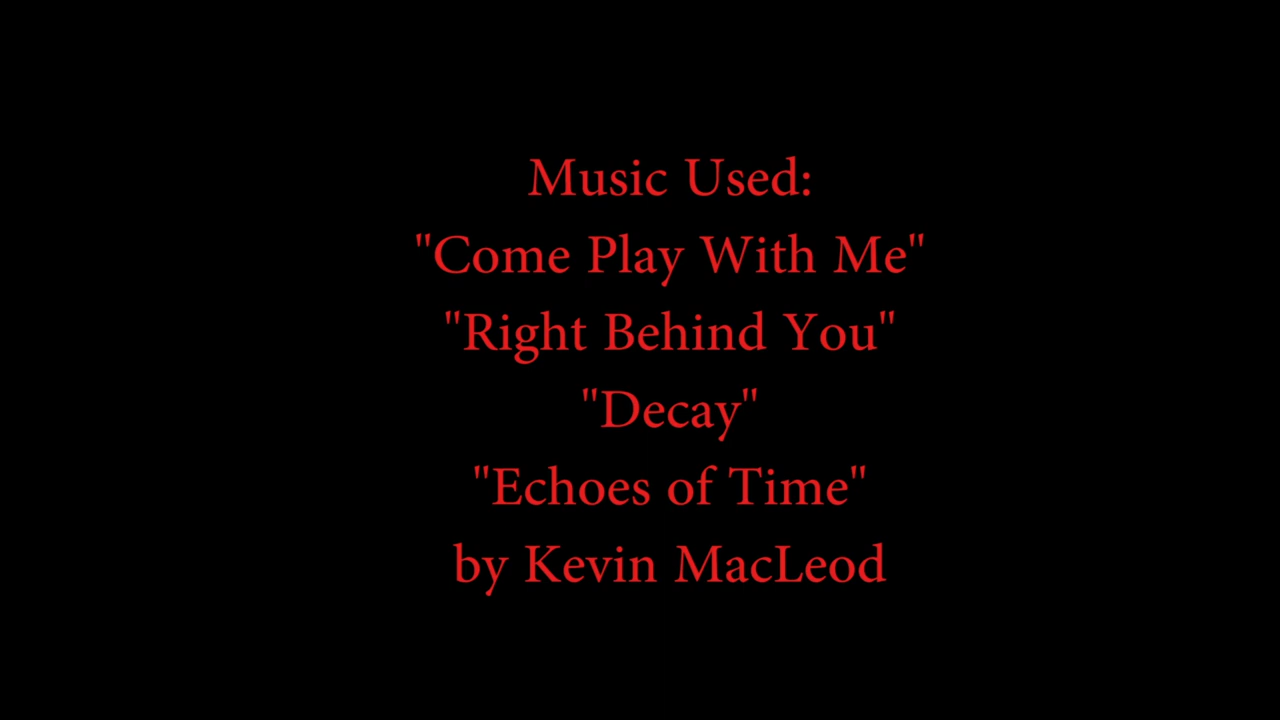 Music Used:
"Come Play With Me"
"Right Behind You"
"Decay"
"Echoes of Time"
by Kevin MacLeod